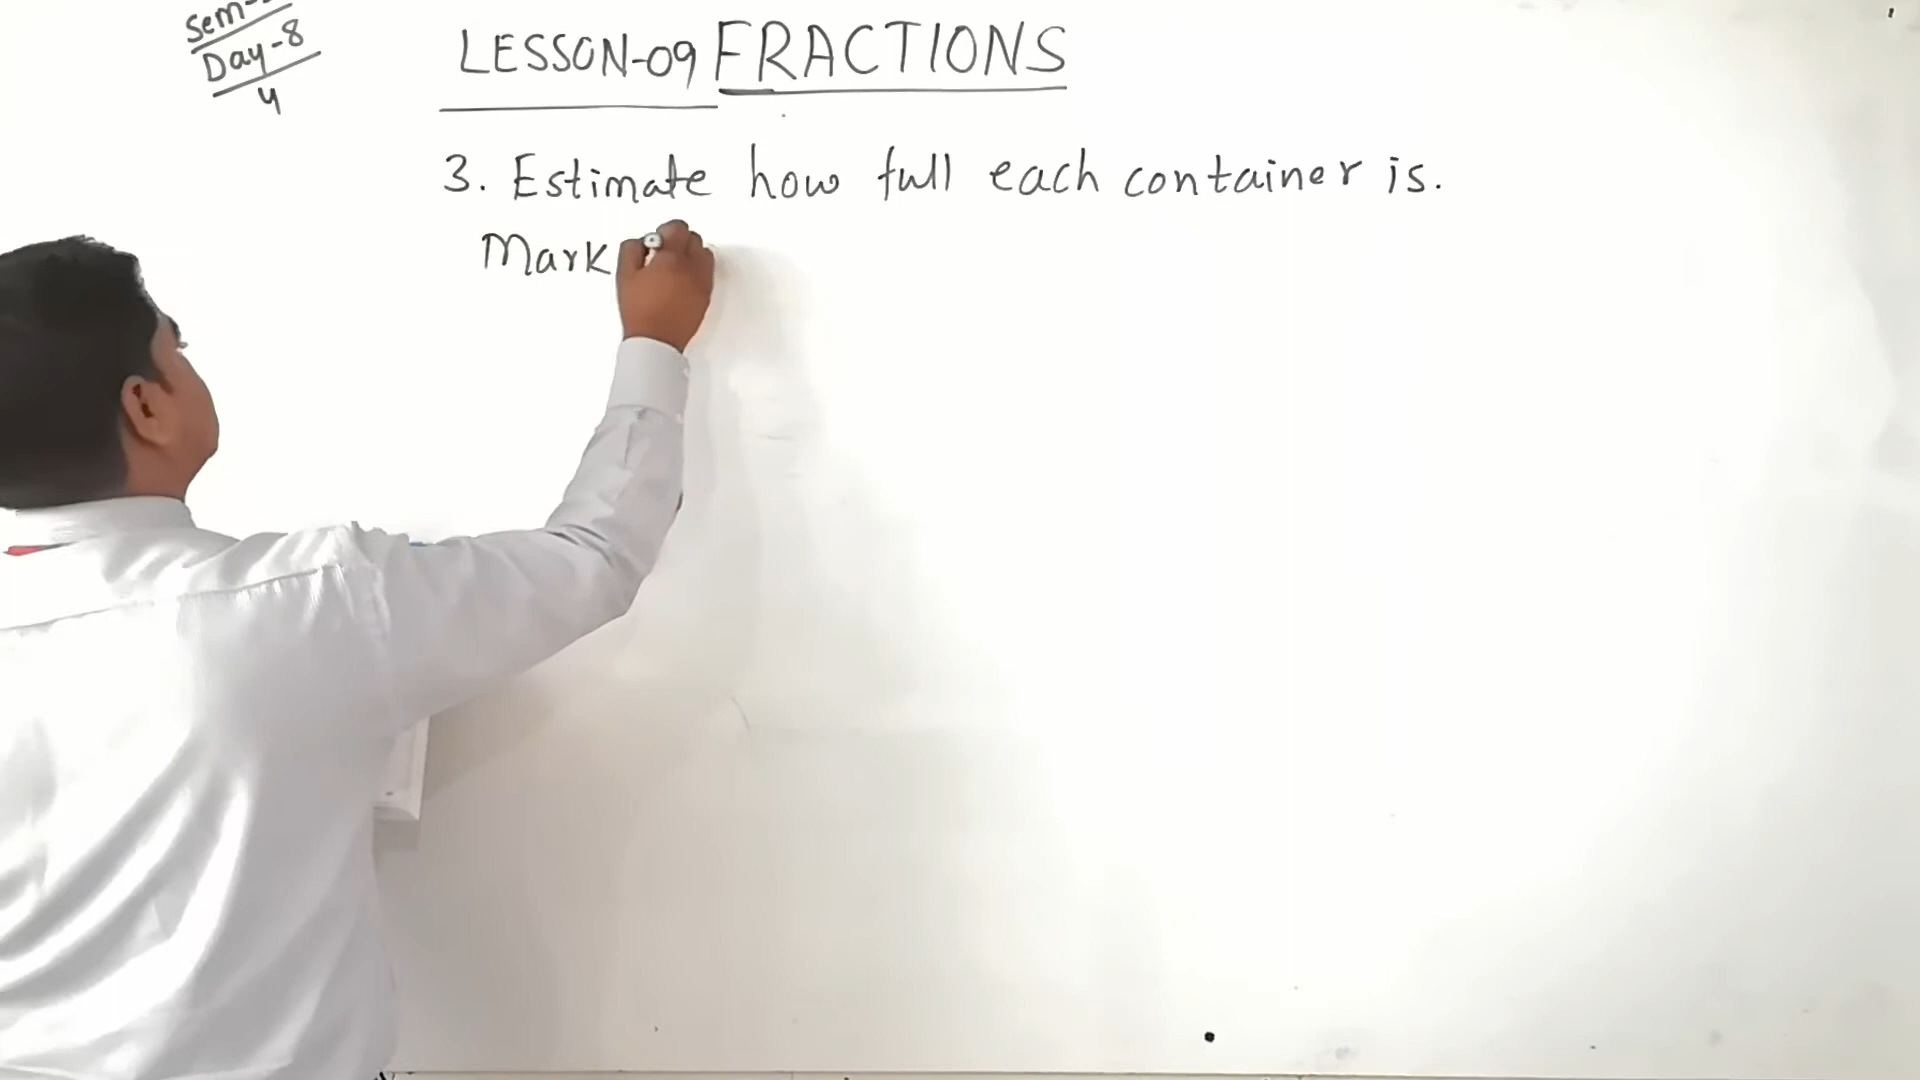 Sem-
Day-8
4
LESSON-09 FRACTIONS
3. Estimate how full each container is.
Mark